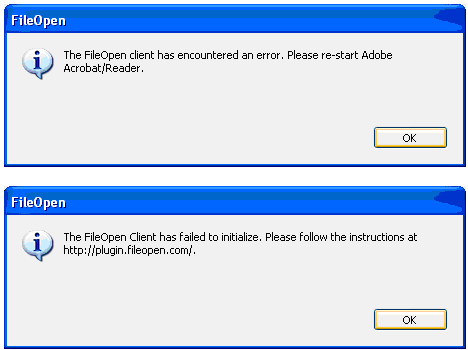 FileOpen
The FileOpen client has encountered an error. Please re-start Adobe
Acrobat/Reader.
OK
FileOpen
The FileOpen Client has failed to initialize. Please follow the instructions at
http://plugin.fileopen.com/.
OK